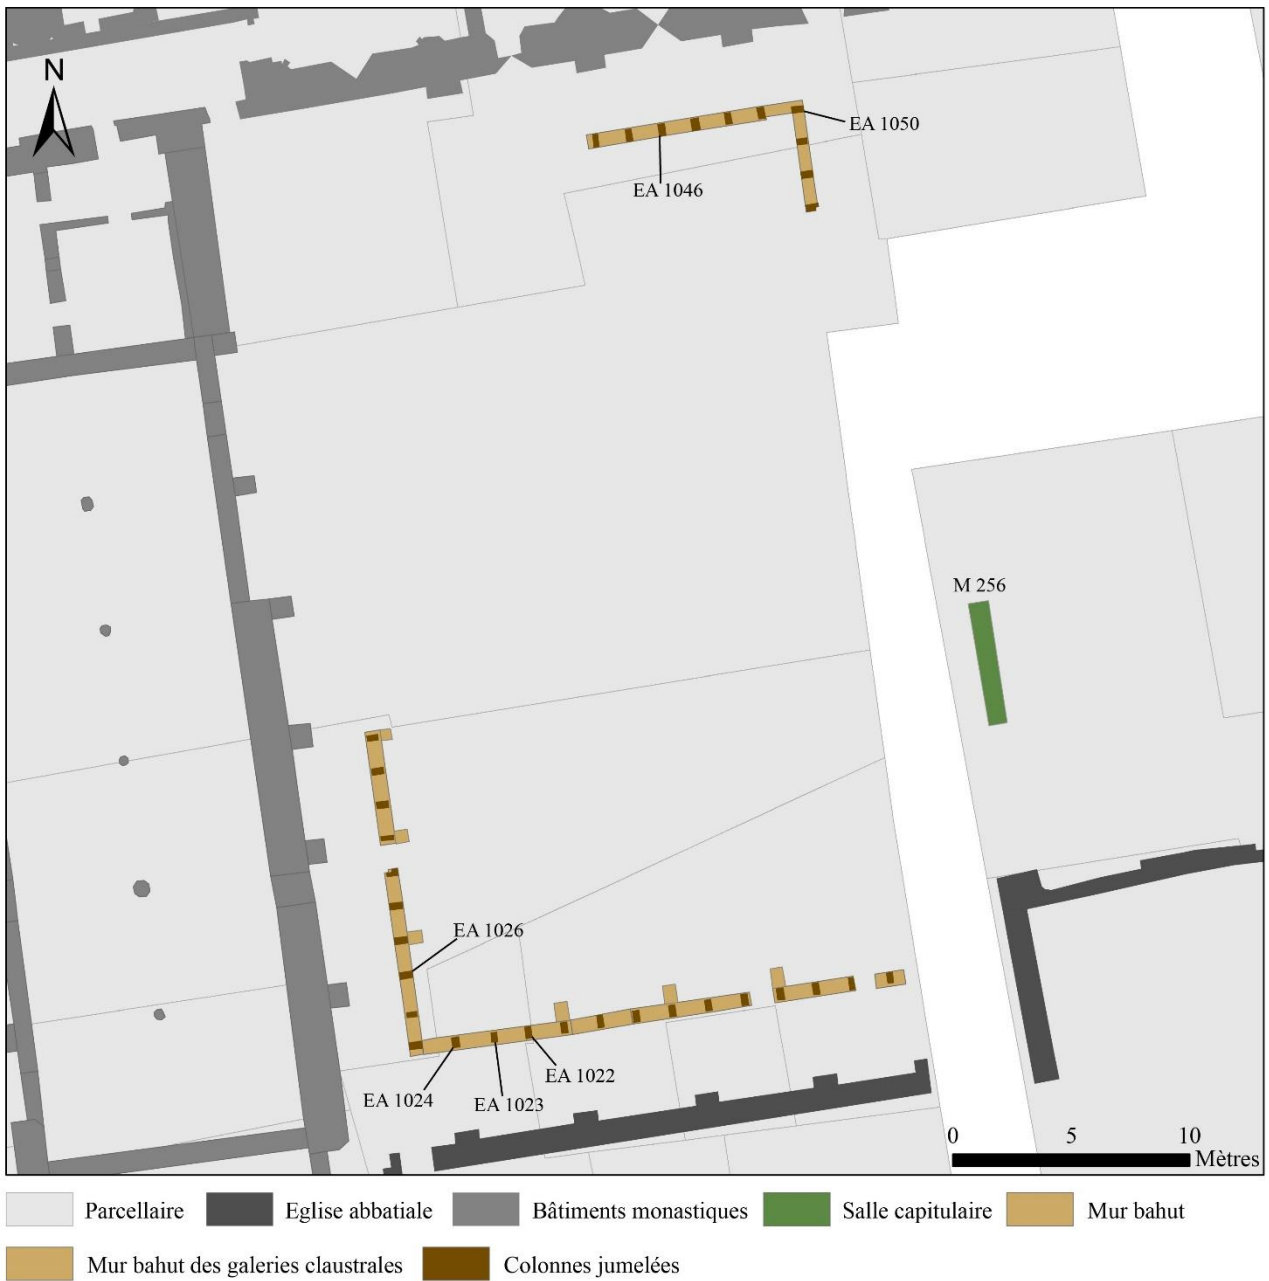 N
EA 1050
EA 1046
M 256
EA 1026
EA 1022
EA 1024
EA 1023
0 5 10
Mètres
Parcellaire Eglise abbatiale Bâtiments monastiques Salle capitulaire Mur bahut
Mur bahut des galeries claustrales Colonnes jumelées